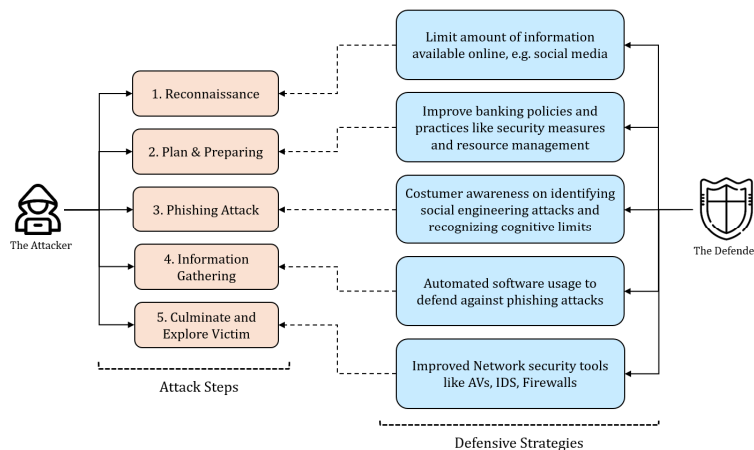 Limit amount of information
available online, e.g. social media
1. Reconnaissance
Improve banking policies and
practices like security measures
and resource management
2. Plan & Preparing
The Attacker
3. Phishing Attack
Costumer awareness on identifying
social engineering attacks and
recognizing cognitive limits
The Defende
4. Information
Gathering
Automated software usage to
defend against phishing attacks
5. Culminate and
Explore Victim
Improved Network security tools
like AVs, IDS, Firewalls
Attack Steps
Defensive Strategies